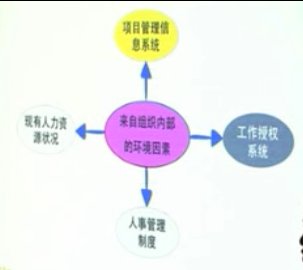 项目管理信
息系统
现有人力资
源状况
来自组织内部
的环境因素
工作授权
系统
人事管理
制度